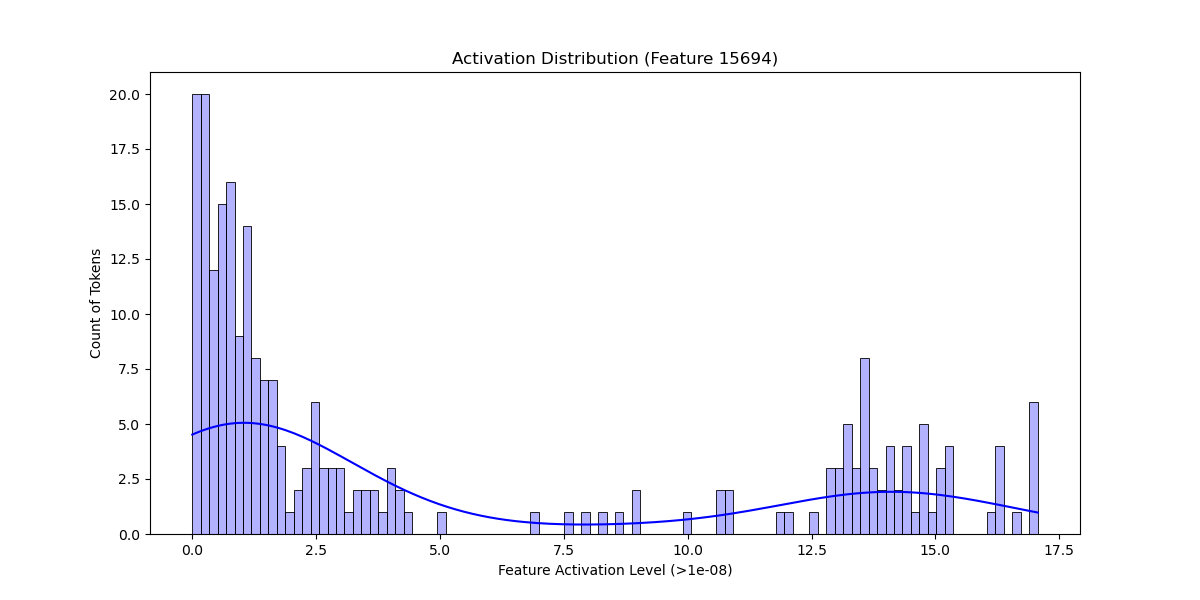 Activation Distribution (Feature 15694)
20.0
17.5
15.0
12.5
10.0
7.5
5.0
2.5
0.0
Count of Tokens
0.0 2.5 5.0 7.5 10.0 12.5 15.0 17.5
Feature Activation Level (>1e-08)